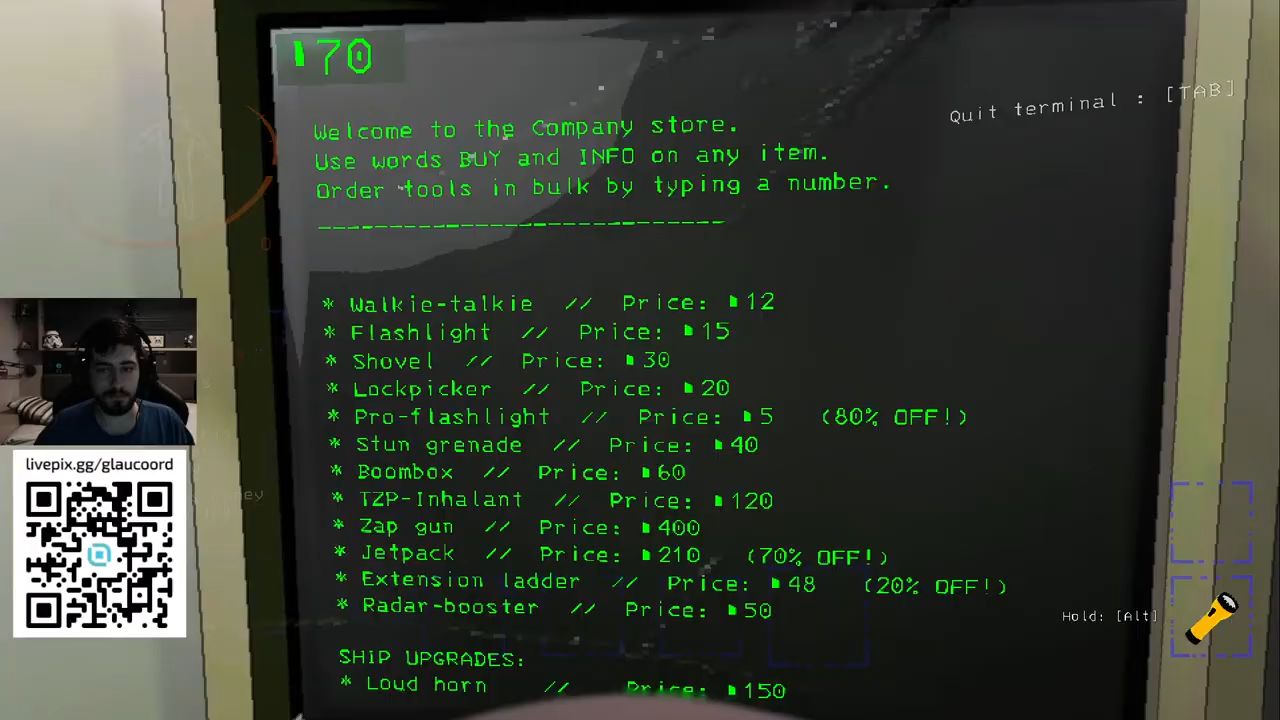 ▮70
Quit terminal : [TAB]
Welcome to the Company store.
Use words BUY and INFO on any item.
Order tools in bulk by typing a number.
-----------------------------
* Walkie-talkie // Price: ▮12
* Flashlight // Price: ▮15
* Shovel // Price: ▮30
* Lockpicker // Price: ▮20
* Pro-flashlight // Price: ▮5 (80% OFF!)
* Stun grenade // Price: ▮40
* Boombox // Price: ▮60
* TZP-Inhalant // Price: ▮120
* Zap gun // Price: ▮400
* Jetpack // Price: ▮210 (70% OFF!)
* Extension ladder // Price: ▮48 (20% OFF!)
* Radar-booster // Price: ▮50
SHIP UPGRADES:
* Loud horn // Price: ▮150
Hold: [Alt]
livepix.gg/glaucoord